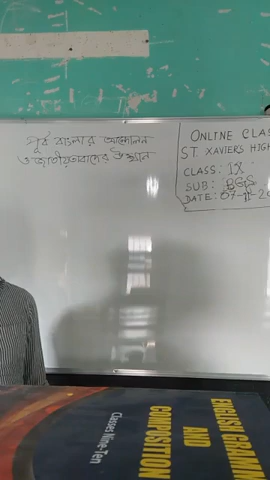 পূর্ব বাংলার আন্দোলন
ও জাতীয়তাবাদের উত্থান
ONLINE CLAS
ST. XAVIERS HIGH
CLASS: IX
SUB: BGS
DATE: 07-11-20
Classes Nine-Ten
ENGLISH GRAMM
AND
COMPOSITION